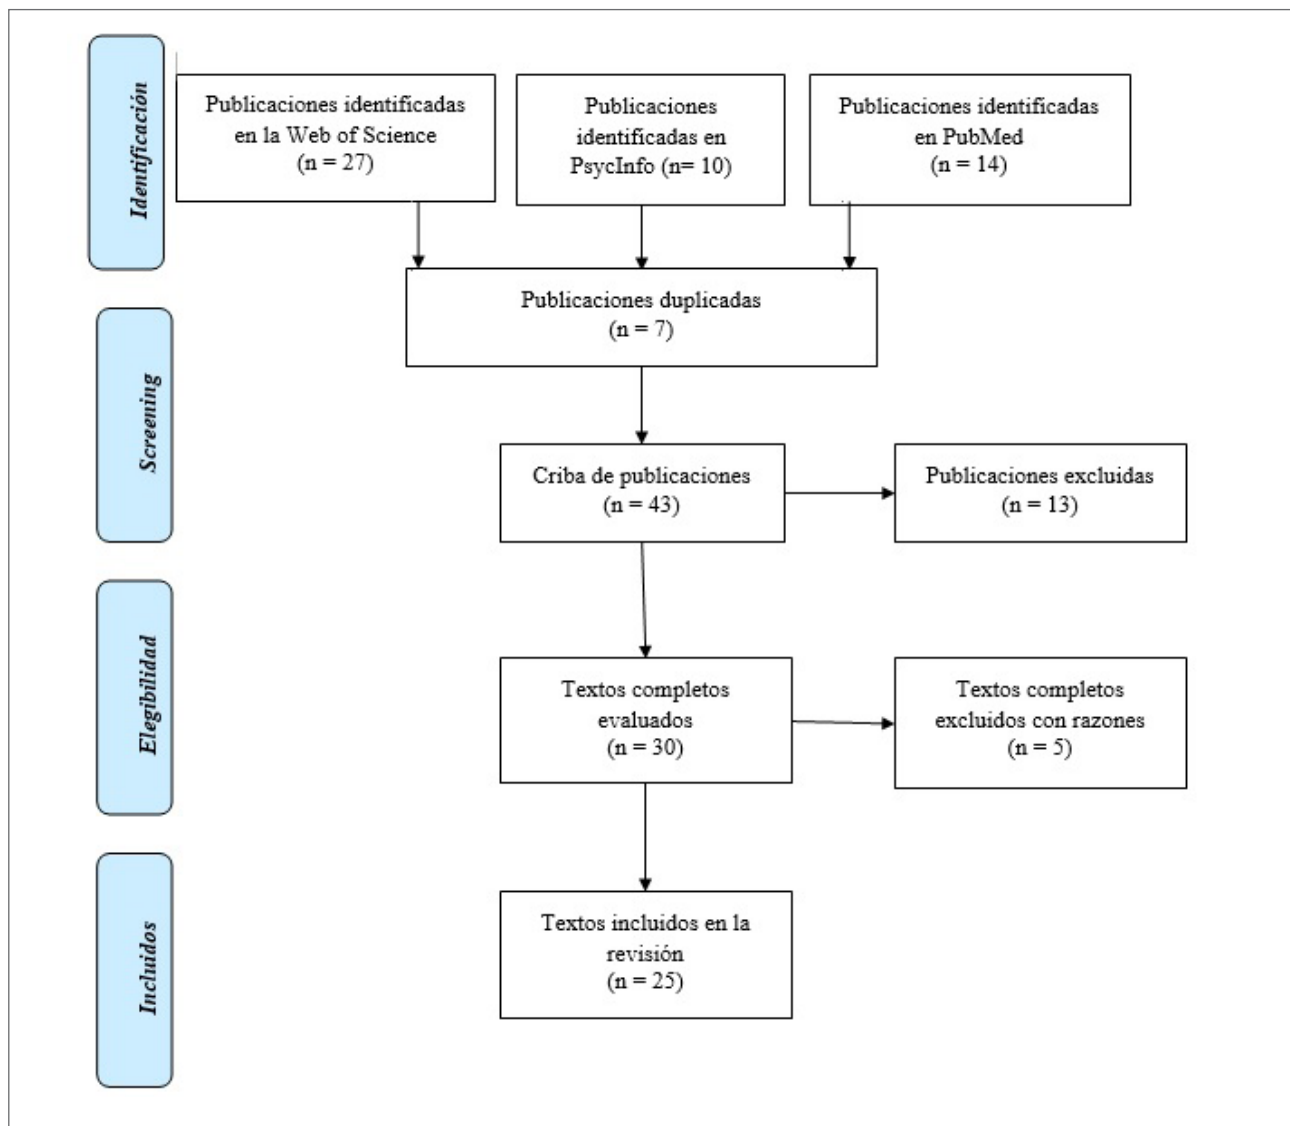 Identificación
Publicaciones identificadas
en la Web of Science
(n = 27)
Publicaciones
identificadas en
PsycInfo (n= 10)
Publicaciones identificadas
en PubMed
(n = 14)
Publicaciones duplicadas
(n = 7)
Screening
Criba de publicaciones
(n = 43)
Publicaciones excluidas
(n = 13)
Elegibilidad
Textos completos
evaluados
(n = 30)
Textos completos
excluidos con razones
(n = 5)
Incluidos
Textos incluidos en la
revisión
(n = 25)